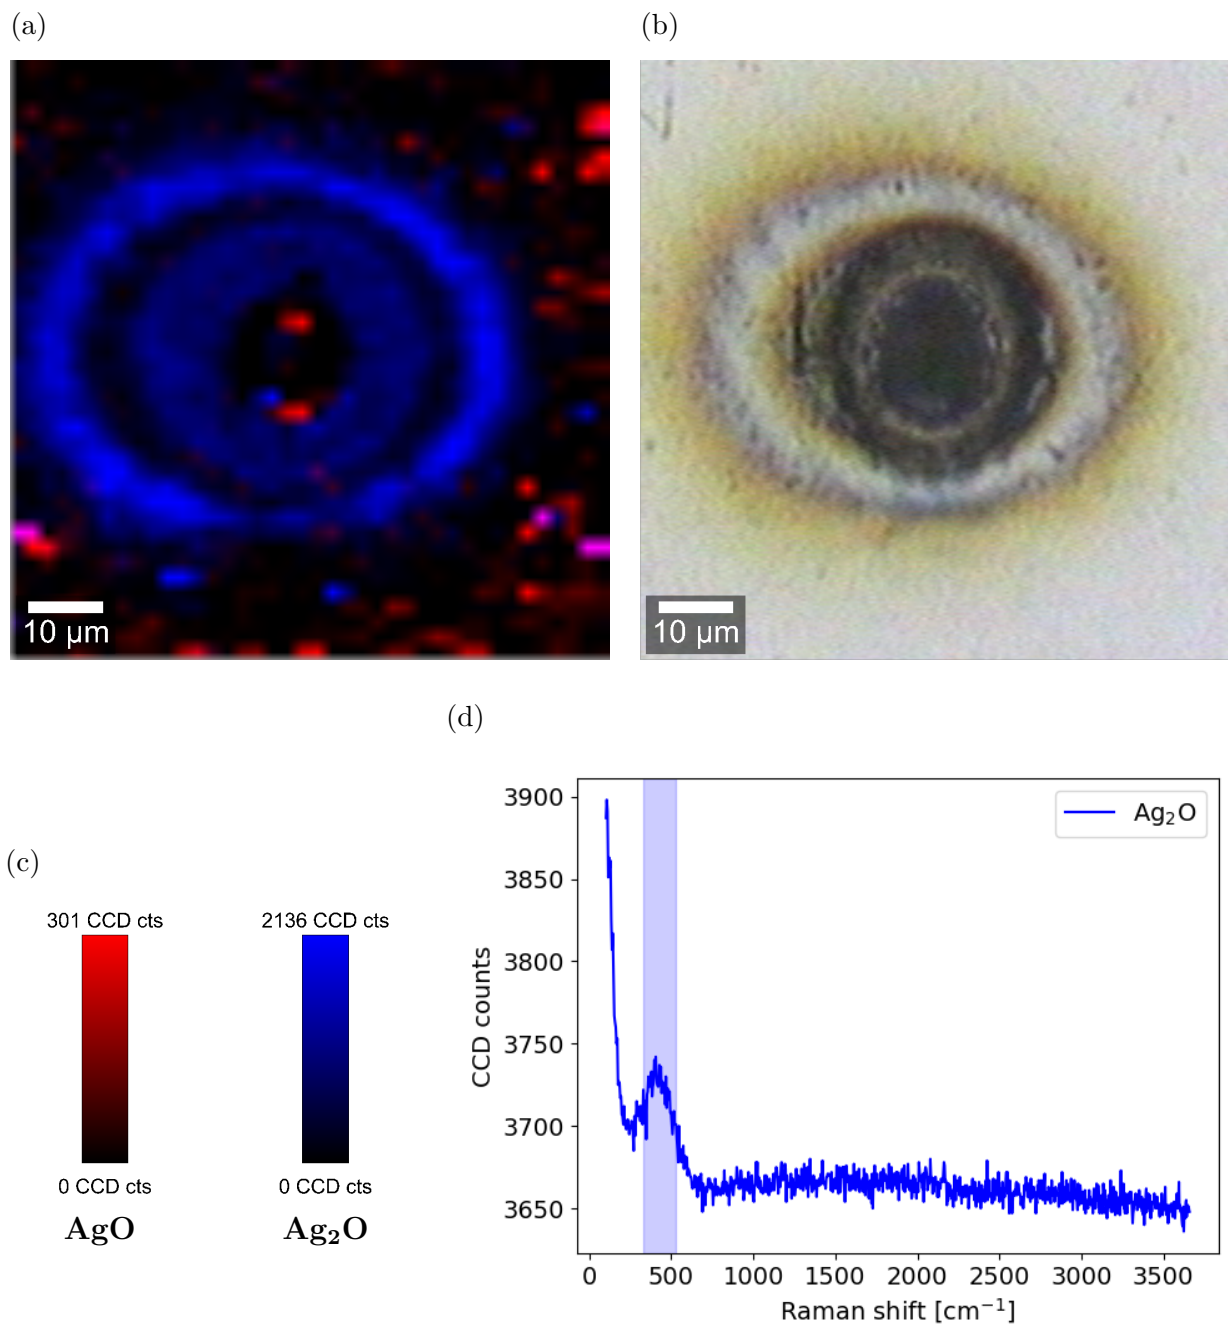 (a)
(b)
10 µm
10 µm
(c)
301 CCD cts
2136 CCD cts
0 CCD cts
0 CCD cts
AgO
Ag₂O
(d)
3900
3850
3800
3750
3700
3650
CCD counts
Ag₂O
0 500 1000 1500 2000 2500 3000 3500
Raman shift [cm⁻¹]